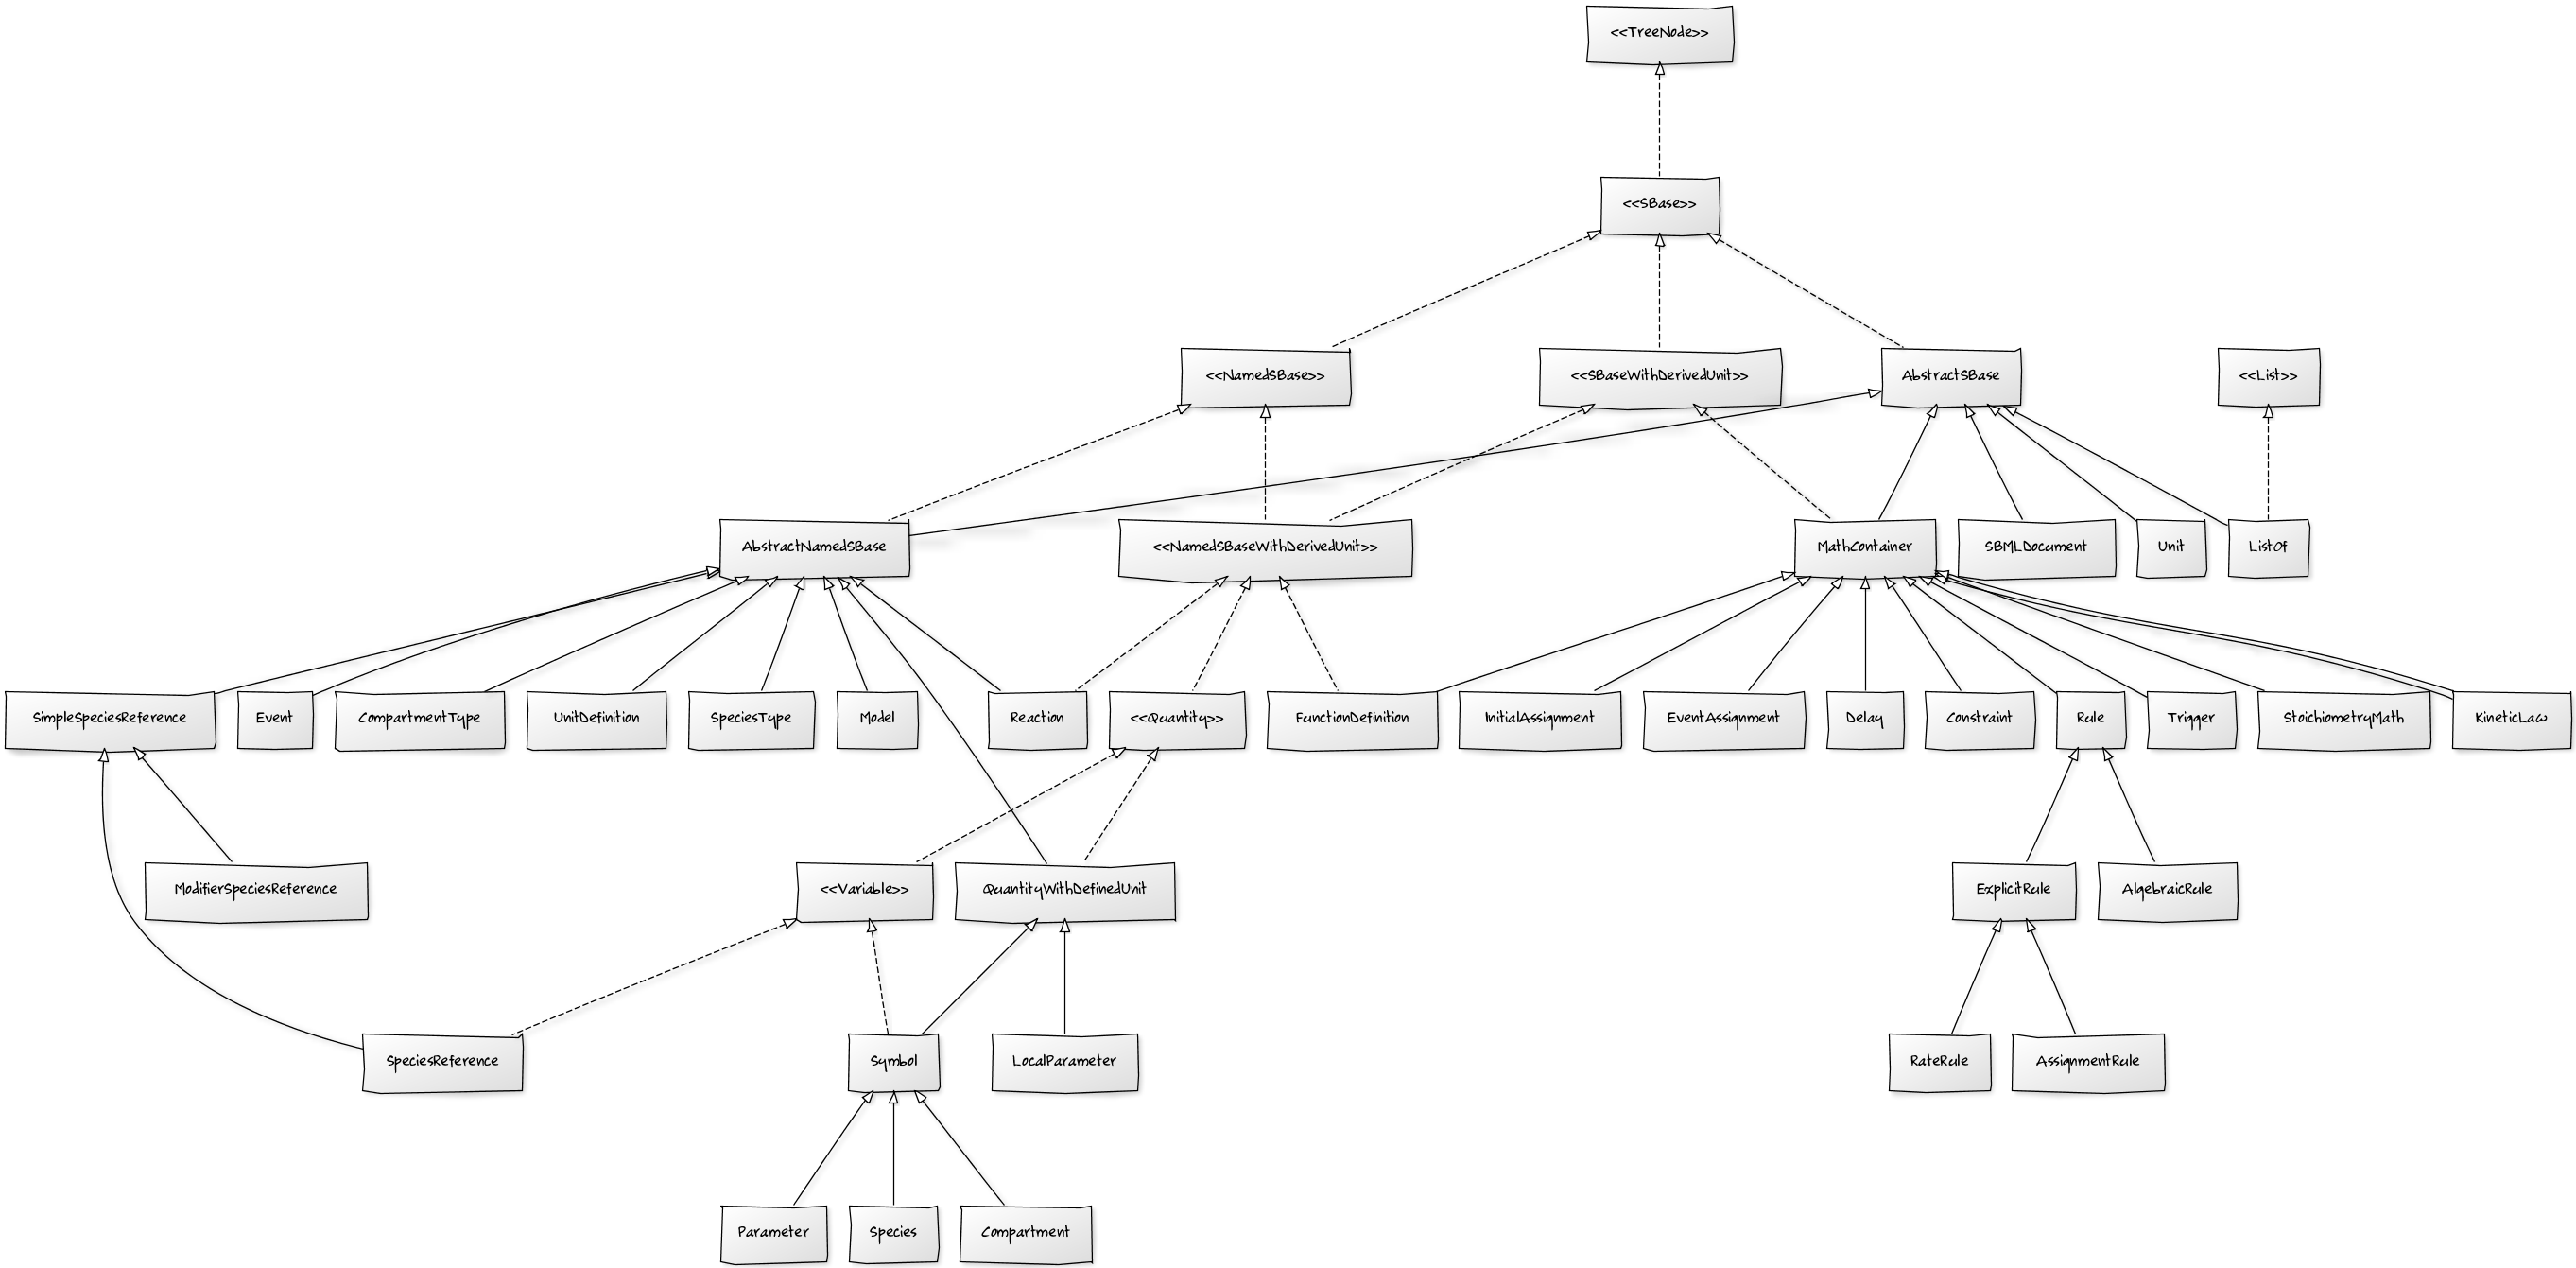 <<TreeNode>>
<<SBase>>
<<NamedSBase>>
<<SBaseWithDerivedUnit>>
AbstractSBase
<<List>>
AbstractNamedSBase
<<NamedSBaseWithDerivedUnit>>
MathContainer
SBMLDocument
Unit
ListOf
SimpleSpeciesReference
Event
CompartmentType
UnitDefinition
SpeciesType
Model
Reaction
<<Quantity>>
FunctionDefinition
InitialAssignment
EventAssignment
Delay
Constraint
Rule
Trigger
StoichiometryMath
KineticLaw
ModifierSpeciesReference
<<Variable>>
QuantityWithDefinedUnit
ExplicitRule
AlgebraicRule
SpeciesReference
Symbol
LocalParameter
RateRule
AssignmentRule
Parameter
Species
Compartment